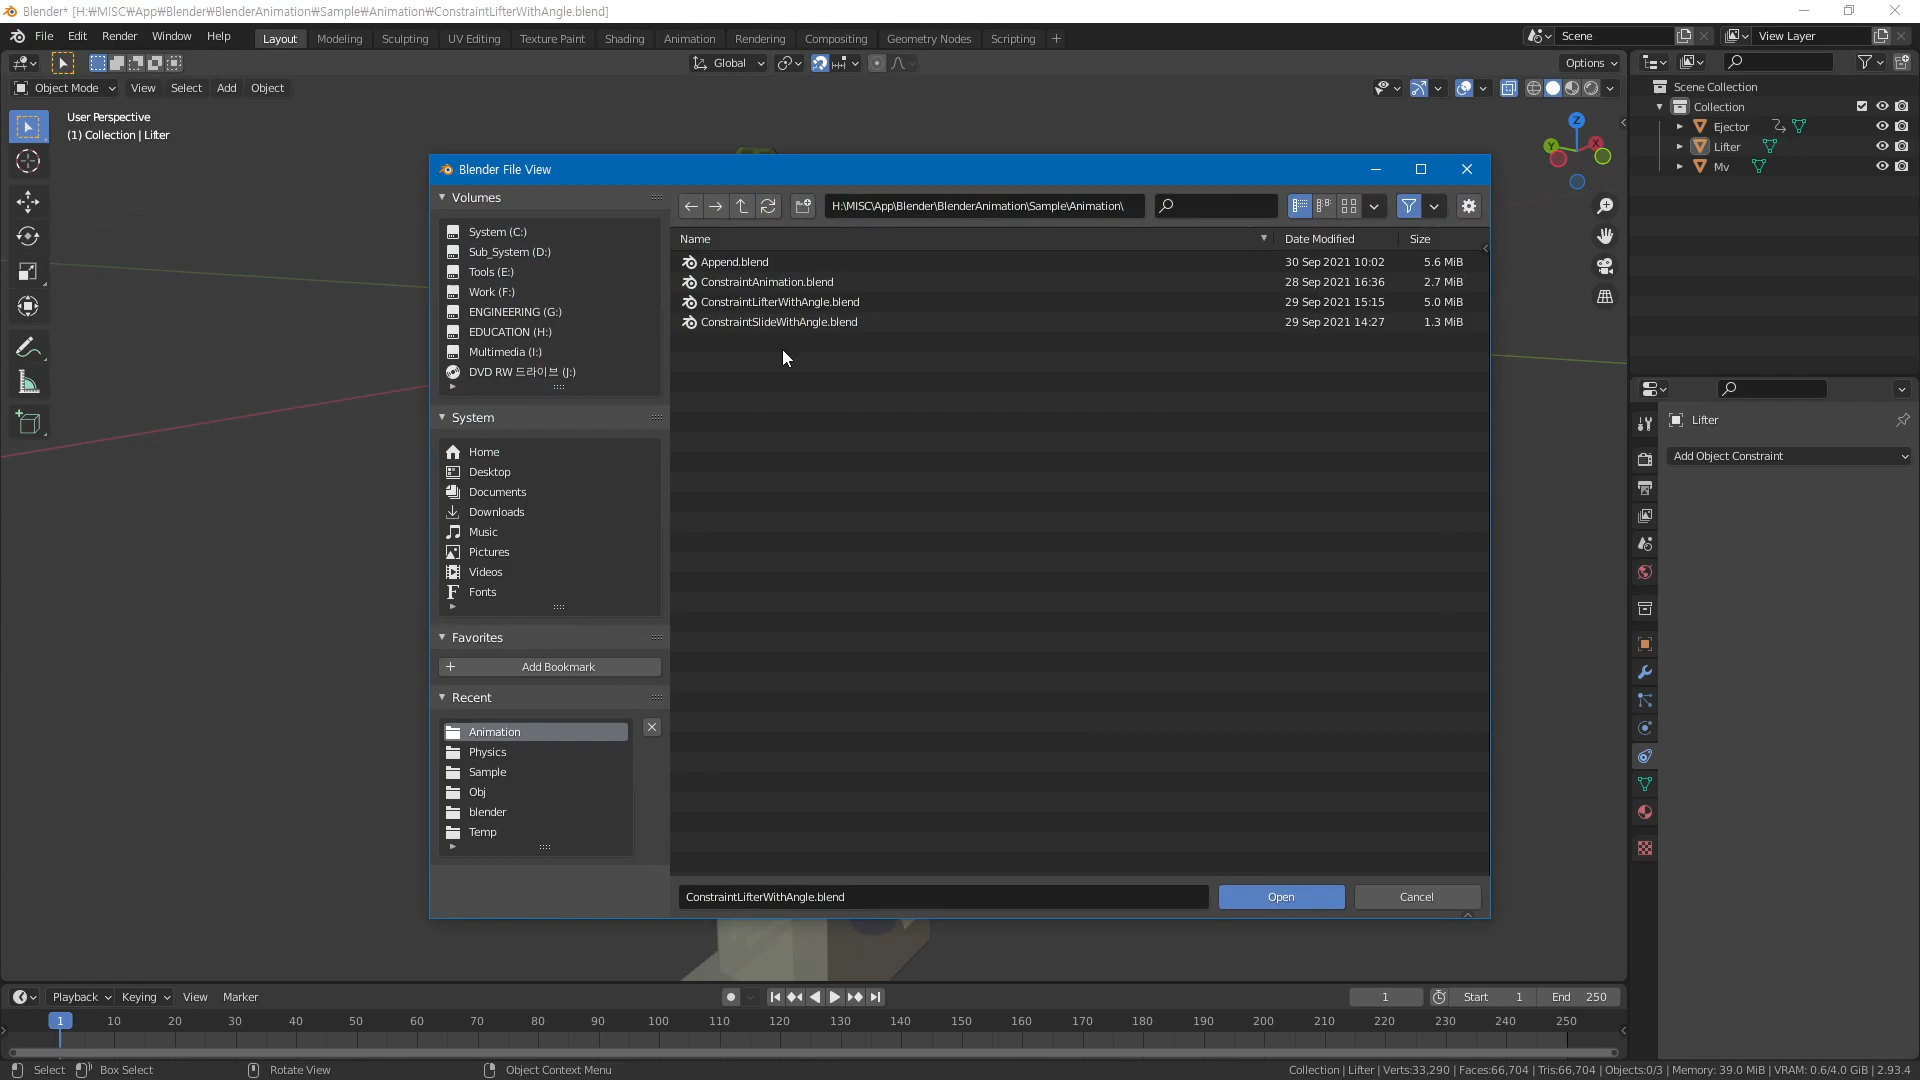 Blender* [H:₩MISC₩App₩Blender₩BlenderAnimation₩Sample₩Animation₩ConstraintLifterWithAngle.blend]
File Edit Render Window Help Layout Modeling Sculpting UV Editing Texture Paint Shading Animation Rendering Compositing Geometry Nodes Scripting + Scene View Layer
Global Options
Object Mode View Select Add Object
User Perspective
(1) Collection | Lifter
Z
Y
X
Scene Collection
Collection
Ejector
Lifter
Mv
Blender File View
Volumes
System (C:)
Sub_System (D:)
Tools (E:)
Work (F:)
ENGINEERING (G:)
EDUCATION (H:)
Multimedia (I:)
DVD RW 드라이브 (J:)
System
Home
Desktop
Documents
Downloads
Music
Pictures
Videos
Fonts
Favorites
Add Bookmark
Recent
Animation
Physics
Sample
Obj
blender
Temp
H:\MISC\App\Blender\BlenderAnimation\Sample\Animation\
Name Date Modified Size
Append.blend 30 Sep 2021 10:02 5.6 MiB
ConstraintAnimation.blend 28 Sep 2021 16:36 2.7 MiB
ConstraintLifterWithAngle.blend 29 Sep 2021 15:15 5.0 MiB
ConstraintSlideWithAngle.blend 29 Sep 2021 14:27 1.3 MiB
ConstraintLifterWithAngle.blend Open Cancel
Lifter
Add Object Constraint
Playback Keying View Marker 1 Start 1 End 250
1 10 20 30 40 50 60 70 80 90 100 110 120 130 140 150 160 170 180 190 200 210 220 230 240 250
Select Box Select Rotate View Object Context Menu Collection | Lifter | Verts:33,290 | Faces:66,704 | Tris:66,704 | Objects:0/3 | Memory: 39.0 MiB | VRAM: 0.6/4.0 GiB | 2.93.4